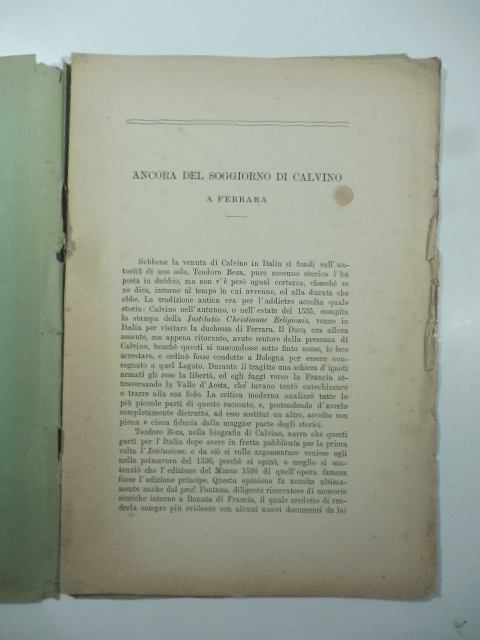 ANCORA DEL SOGGIORNO DI CALVINO
A FERRARA
Sebbene la venuta di Calvino in Italia si fondi sull'au-
torità di uno solo, Teodoro Beza, pure nessuno storico l'ha
posta in dubbio, ma non v'è però ugual certezza, checchè se
ne dica, intorno al tempo in cui avvenne, ed alla durata che
ebbe. La tradizione antica era per l'addietro accolta quale
storia: Calvino nell'autunno, o nell'estate del 1535, compita
la stampa della Institutio Christianae Religionis, venne in
Italia per visitare la duchessa di Ferrara. Il Duca era allora
assente, ma appena ritornato, avuto sentore della presenza di
Calvino, benchè questi si nascondesse sotto finto nome, lo fece
arrestare, e ordinò fosse condotto a Bologna per essere con-
segnato a quel Legato. Durante il tragitto una schiera d'ignoti
armati gli rese la libertà, ed egli fuggì verso la Francia at-
traversando la Valle d'Aosta, che invano tentò catechizzare
e trarre alla sua fede. La critica moderna analizzò tutte le
più piccole parti di questo racconto, e, pretendendo d'averlo
completamente distrutto, ad esso sostituì un altro, accolto con
piena e cieca fiducia dalla maggior parte degli storici.
Teodoro Beza, nella biografia di Calvino, narra che questi
partì per l'Italia dopo avere in fretta pubblicata per la prima
volta l'Istituzione, e da ciò si volle argomentare venisse egli
nella primavera del 1536, perchè si opinò, o meglio si sen-
tenziò che l'edizione del Marzo 1536 di quell'opera famosa
fosse l'edizione principe. Questa opinione fu accolta ultima-
mente anche dal prof. Fontana, diligente ricercatore di memorie
storiche intorno a Renata di Francia, il quale credette di ren-
derla sempre più evidente con alcuni nuovi documenti da lui